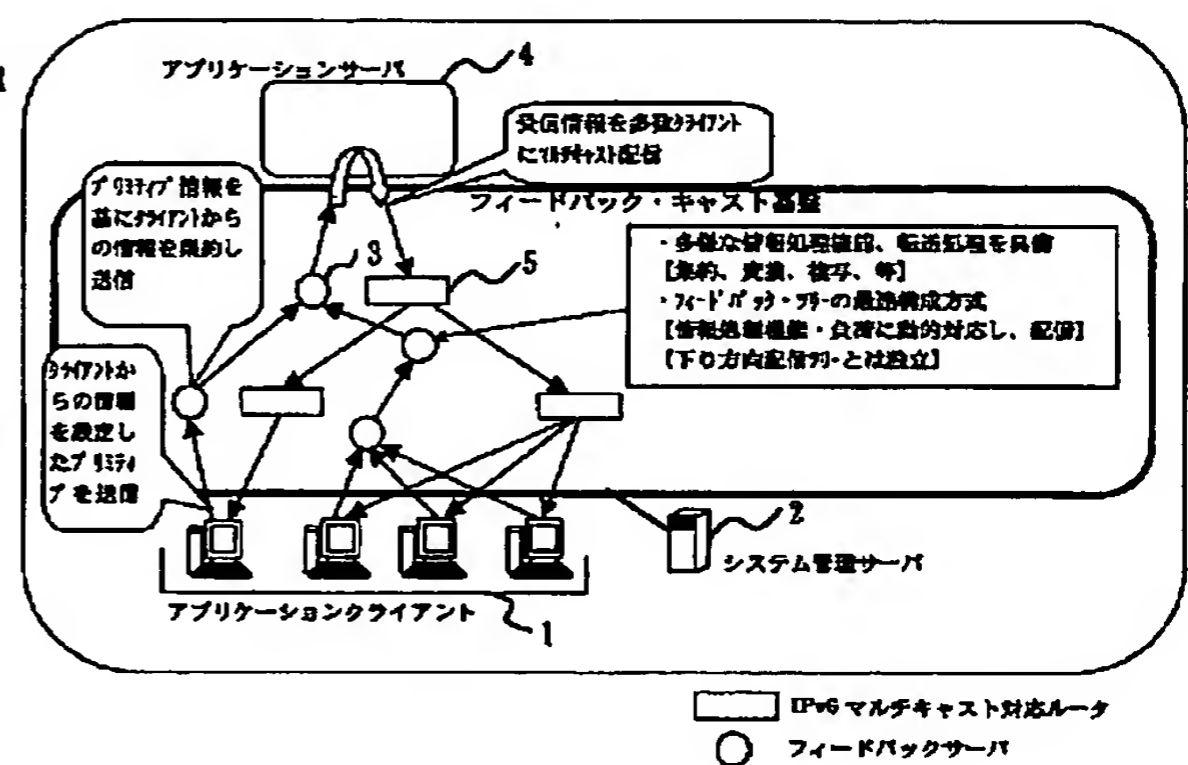 アプリケーションサーバ
4
受信情報を多数クライアント
にマルチキャスト配信
プリミティブ情報を
基にクライアントから
の情報を集約し
送信
フィードバック・キャスト基盤
3
5
・多様な情報処理機能、転送処理を具備
【集約、変換、複写、等】
・フィードバック・ツリーの最適構成方式
【情報処理機能・負荷に動的対応し、配信】
【下り方向配信ツリーとは独立】
クライアントか
らの情報
を設定し
たプリミティ
ブを送信
2
システム管理サーバ
アプリケーションクライアント
1
IPv6 マルチキャスト対応ルータ
フィードバックサーバ